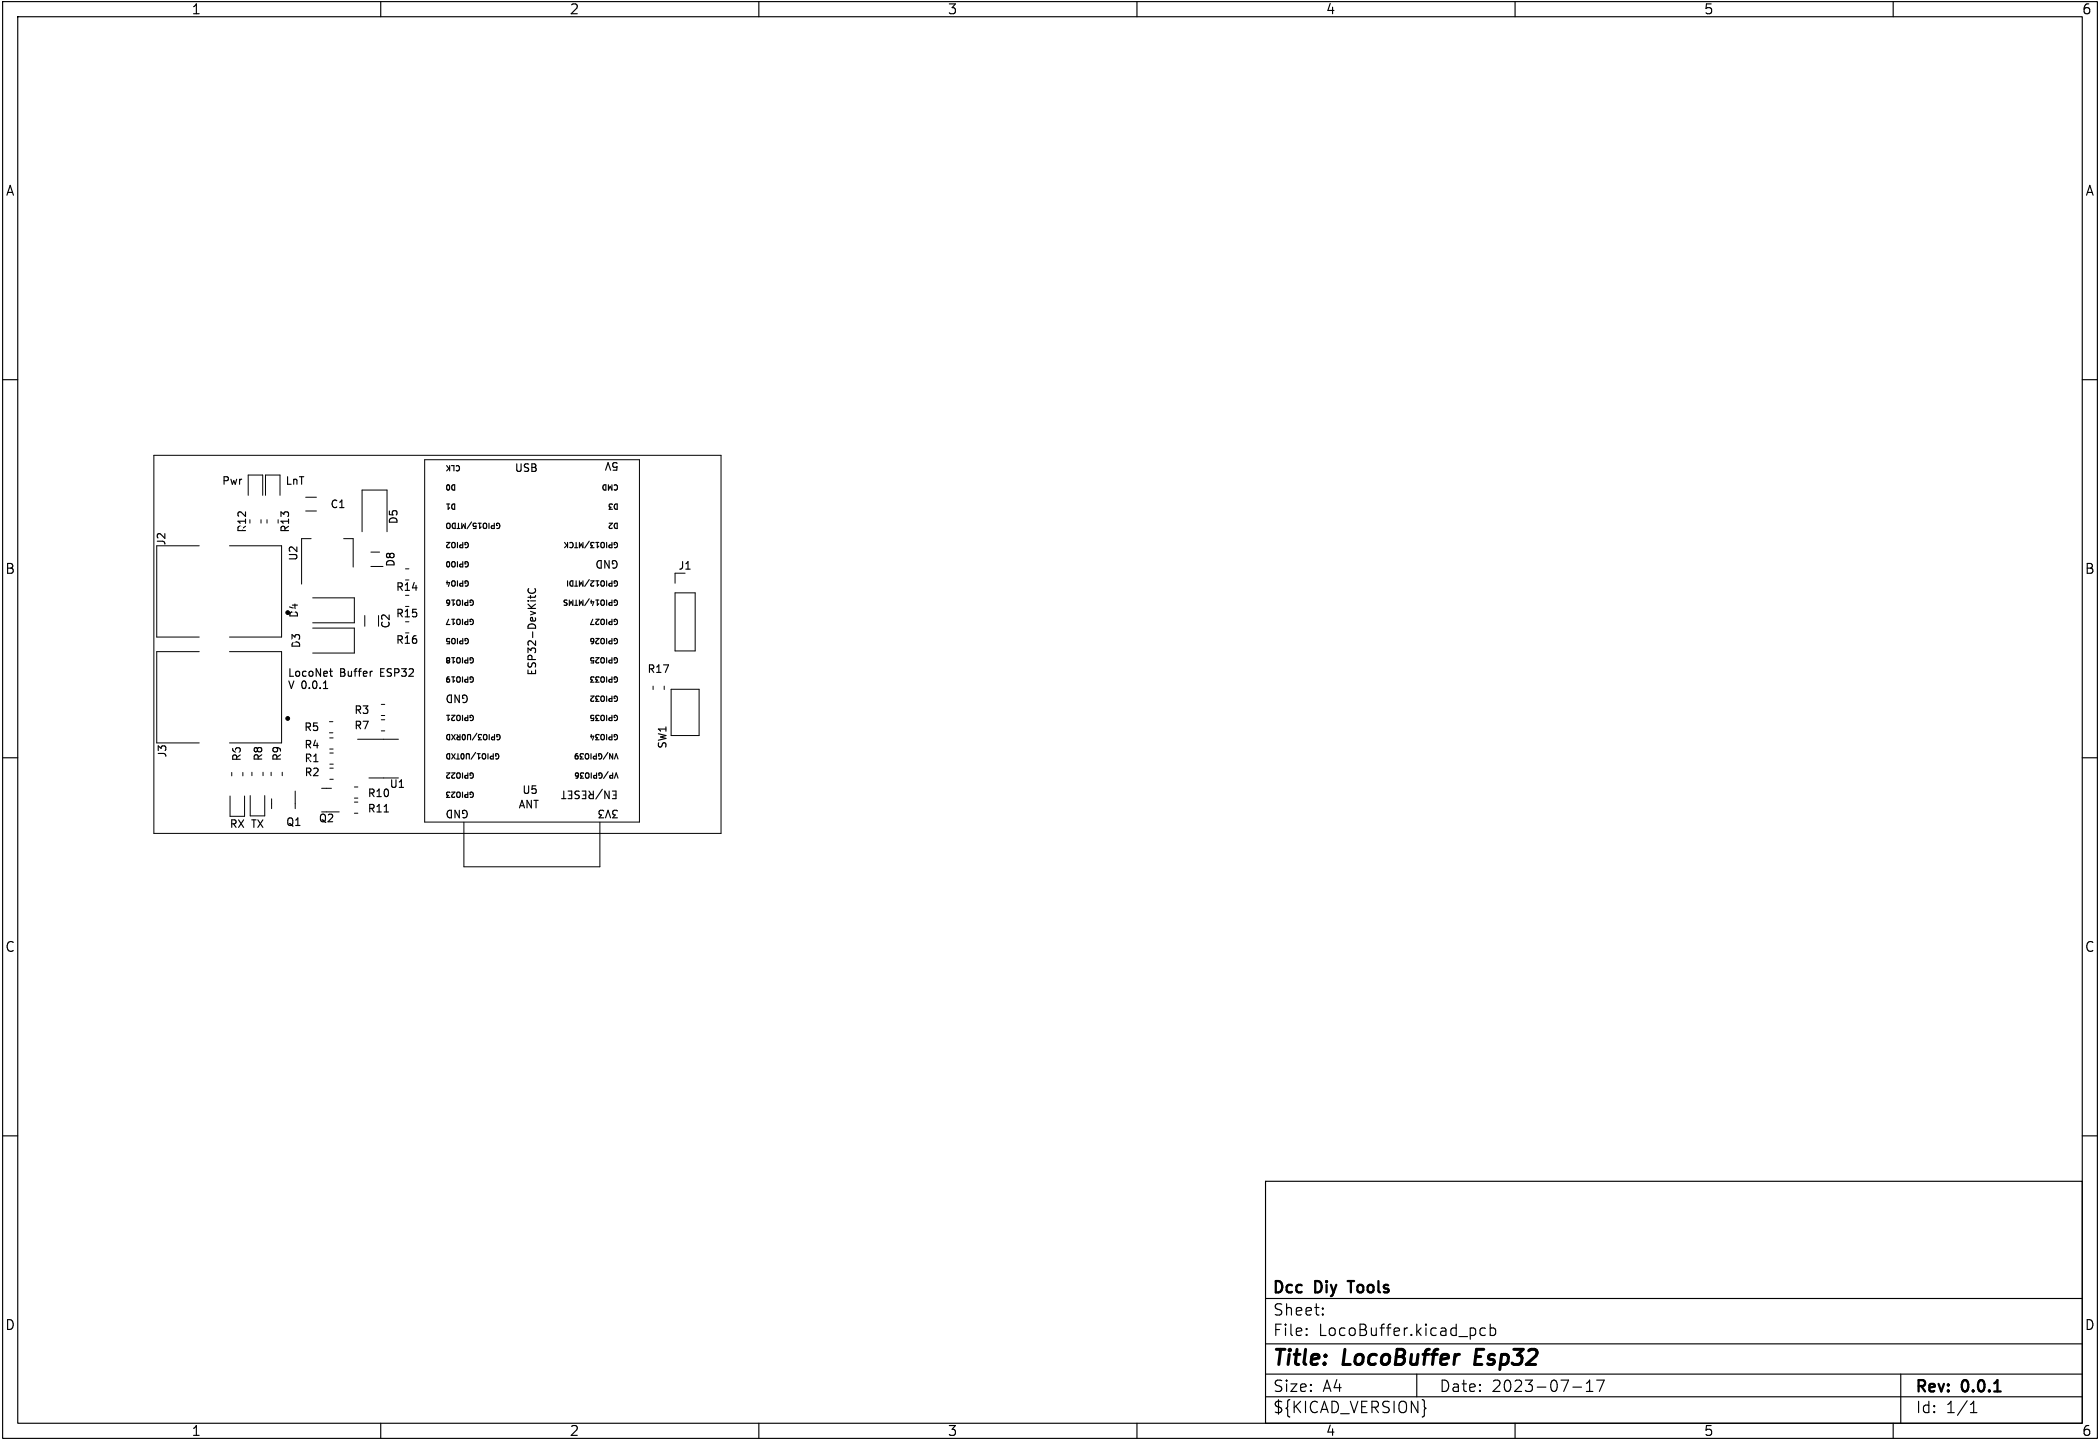 1 2 3 4 5 6
A A
B B
C C
D D
Pwr LnT
R12 R13
C1
D5
J2
U2
D8
R14
D4
R15
C2
D3
R16
LocoNet Buffer ESP32
V 0.0.1
R3
R5 R7
R4
R1
R2
J3
R6 R8 R9
U1
R10
R11
RX TX Q1 Q2
CLK USB 5V
D0 CMD
D1 D3
GPIO15/MTDO D2
GPIO2 GPIO13/MTCK
GPIO0 GND
GPIO4 GPIO12/MTDI
GPIO16 GPIO14/MTMS
GPIO17 GPIO27
GPIO5 GPIO26
GPIO18 GPIO25
GPIO19 GPIO33
GND GPIO32
GPIO21 GPIO35
GPIO3/U0RXD GPIO34
GPIO1/U0TXD VN/GPIO39
GPIO22 VP/GPIO36
GPIO23 U5 EN/RESET
ANT
GND 3V3
ESP32-DevKitC
J1
R17
SW1
Dcc Diy Tools
Sheet:
File: LocoBuffer.kicad_pcb
Title: LocoBuffer Esp32
Size: A4 Date: 2023-07-17 Rev: 0.0.1
${KICAD_VERSION} Id: 1/1
1 2 3 4 5 6